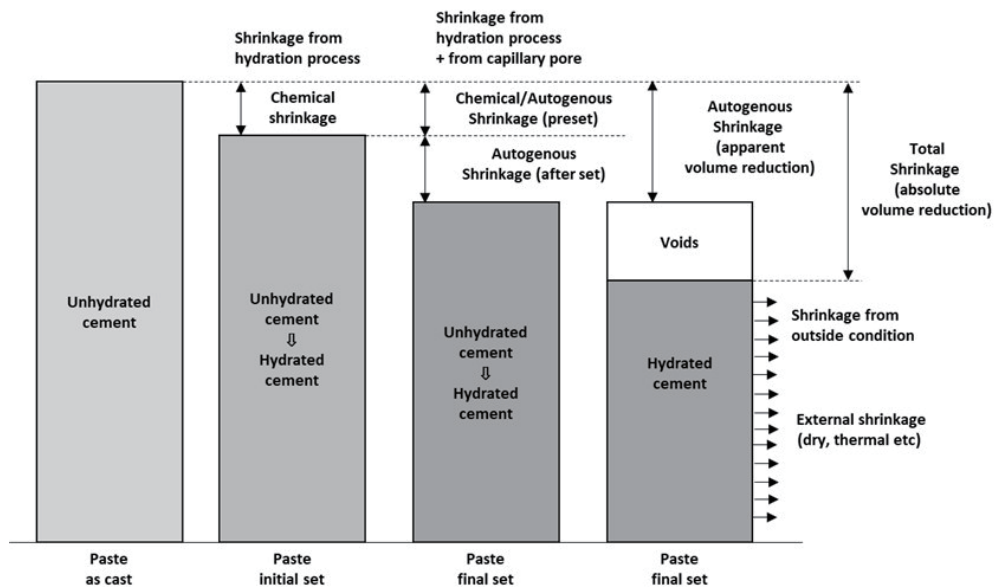 Shrinkage from
hydration process
Shrinkage from
hydration process
+ from capillary pore
Chemical
shrinkage
Chemical/Autogenous
Shrinkage (preset)
Autogenous
Shrinkage (after set)
Autogenous
Shrinkage
(apparent
volume reduction)
Total
Shrinkage
(absolute
volume reduction)
Unhydrated
cement
Unhydrated
cement
⇩
Hydrated
cement
Unhydrated
cement
⇩
Hydrated
cement
Voids
Hydrated
cement
Shrinkage from
outside condition
External shrinkage
(dry, thermal etc)
Paste
as cast
Paste
initial set
Paste
final set
Paste
final set